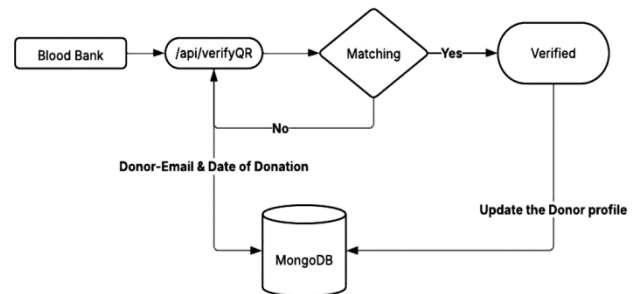 Blood Bank
/api/verifyQR
Matching
Yes
Verified
No
Donor-Email & Date of Donation
Update the Donor profile
MongoDB